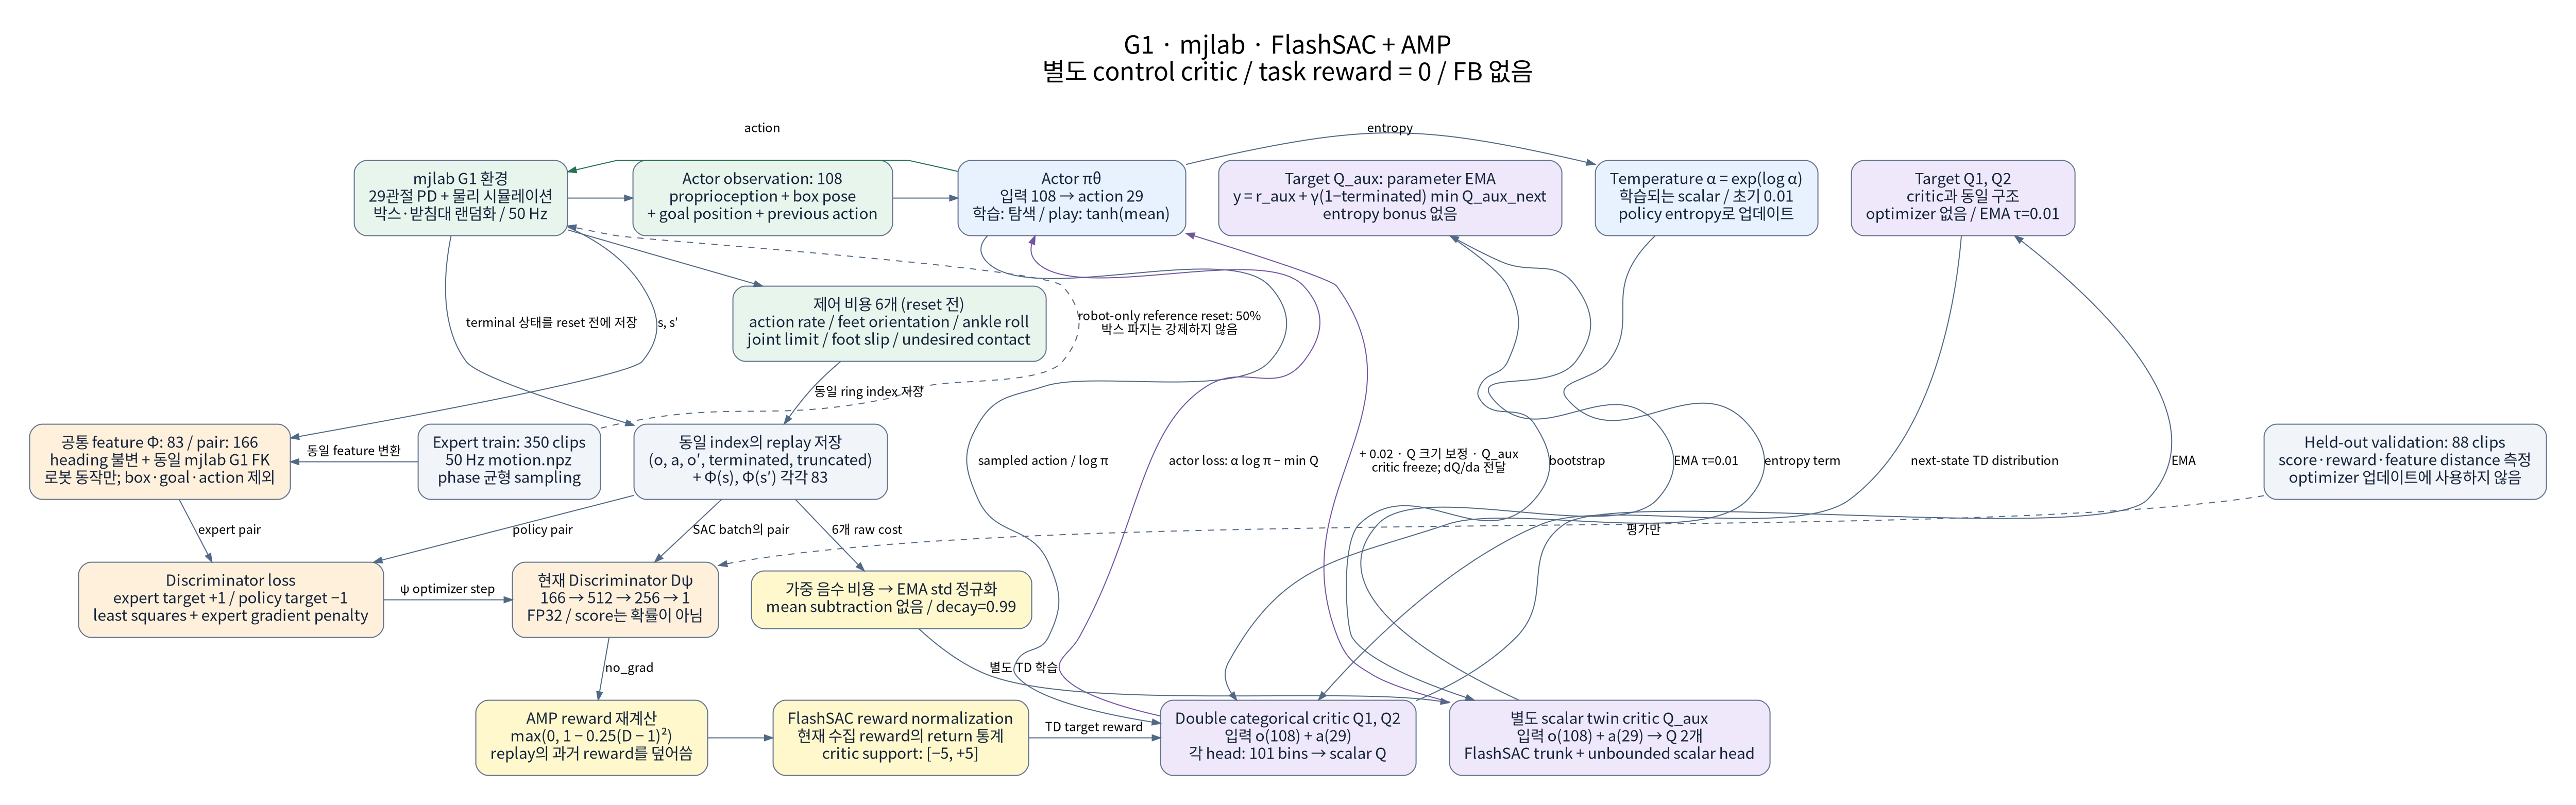 G1 · mjlab · FlashSAC + AMP
별도 control critic / task reward = 0 / FB 없음
action
entropy
mjlab G1 환경
29관절 PD + 물리 시뮬레이션
박스·받침대 랜덤화 / 50 Hz
Actor observation: 108
proprioception + box pose
+ goal position + previous action
Actor πθ
입력 108 → action 29
학습: 탐색 / play: tanh(mean)
Target Q_aux: parameter EMA
y = r_aux + γ(1−terminated) min Q_aux_next
entropy bonus 없음
Temperature α = exp(log α)
학습되는 scalar / 초기 0.01
policy entropy로 업데이트
Target Q1, Q2
critic과 동일 구조
optimizer 없음 / EMA τ=0.01
terminal 상태를 reset 전에 저장
s, s′
제어 비용 6개 (reset 전)
action rate / feet orientation / ankle roll
joint limit / foot slip / undesired contact
robot-only reference reset: 50%
박스 파지는 강제하지 않음
동일 ring index 저장
공통 feature Φ: 83 / pair: 166
heading 불변 + 동일 mjlab G1 FK
로봇 동작만; box·goal·action 제외
동일 feature 변환
Expert train: 350 clips
50 Hz motion.npz
phase 균형 sampling
동일 index의 replay 저장
(o, a, o′, terminated, truncated)
+ Φ(s), Φ(s′) 각각 83
sampled action / log π
actor loss: α log π − min Q
+ 0.02 · Q 크기 보정 · Q_aux
critic freeze; dQ/da 전달
bootstrap
EMA τ=0.01
entropy term
next-state TD distribution
EMA
Held-out validation: 88 clips
score·reward·feature distance 측정
optimizer 업데이트에 사용하지 않음
expert pair
policy pair
SAC batch의 pair
6개 raw cost
평가만
Discriminator loss
expert target +1 / policy target −1
least squares + expert gradient penalty
ψ optimizer step
현재 Discriminator Dψ
166 → 512 → 256 → 1
FP32 / score는 확률이 아님
가중 음수 비용 → EMA std 정규화
mean subtraction 없음 / decay=0.99
no_grad
별도 TD 학습
AMP reward 재계산
max(0, 1 − 0.25(D − 1)²)
replay의 과거 reward를 덮어씀
FlashSAC reward normalization
현재 수집 reward의 return 통계
critic support: [−5, +5]
TD target reward
Double categorical critic Q1, Q2
입력 o(108) + a(29)
각 head: 101 bins → scalar Q
별도 scalar twin critic Q_aux
입력 o(108) + a(29) → Q 2개
FlashSAC trunk + unbounded scalar head